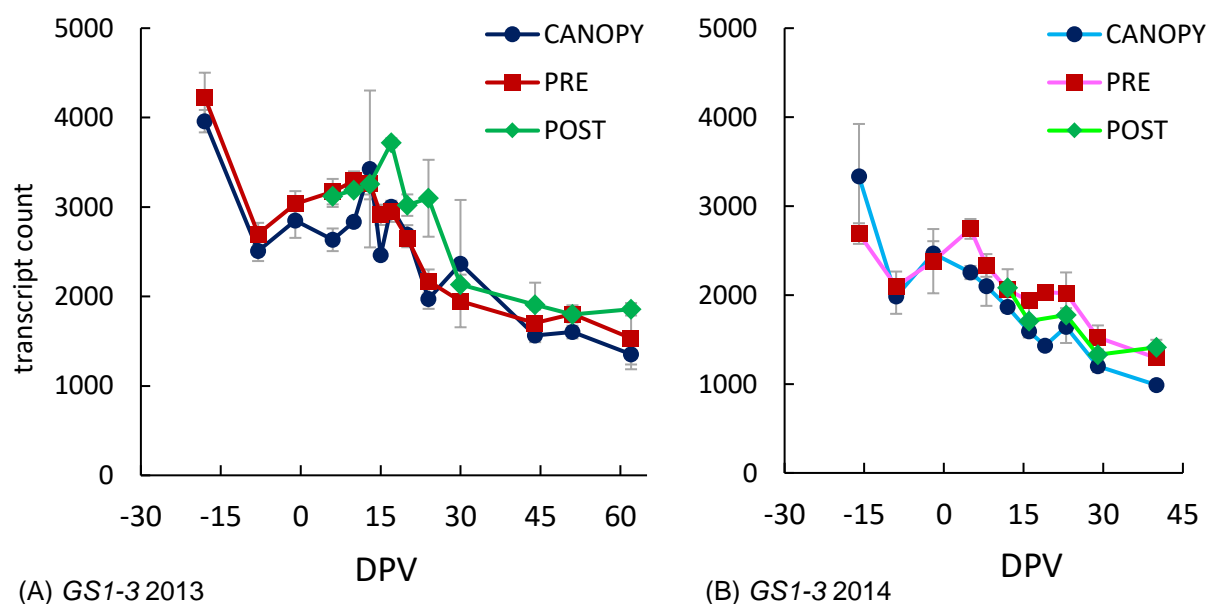 5000
4000
3000
2000
1000
0
-30 -15 0 15 30 45 60
transcript count
DPV
CANOPY
PRE
POST
(A) GS1-3 2013
5000
4000
3000
2000
1000
0
-30 -15 0 15 30 45
DPV
CANOPY
PRE
POST
(B) GS1-3 2014